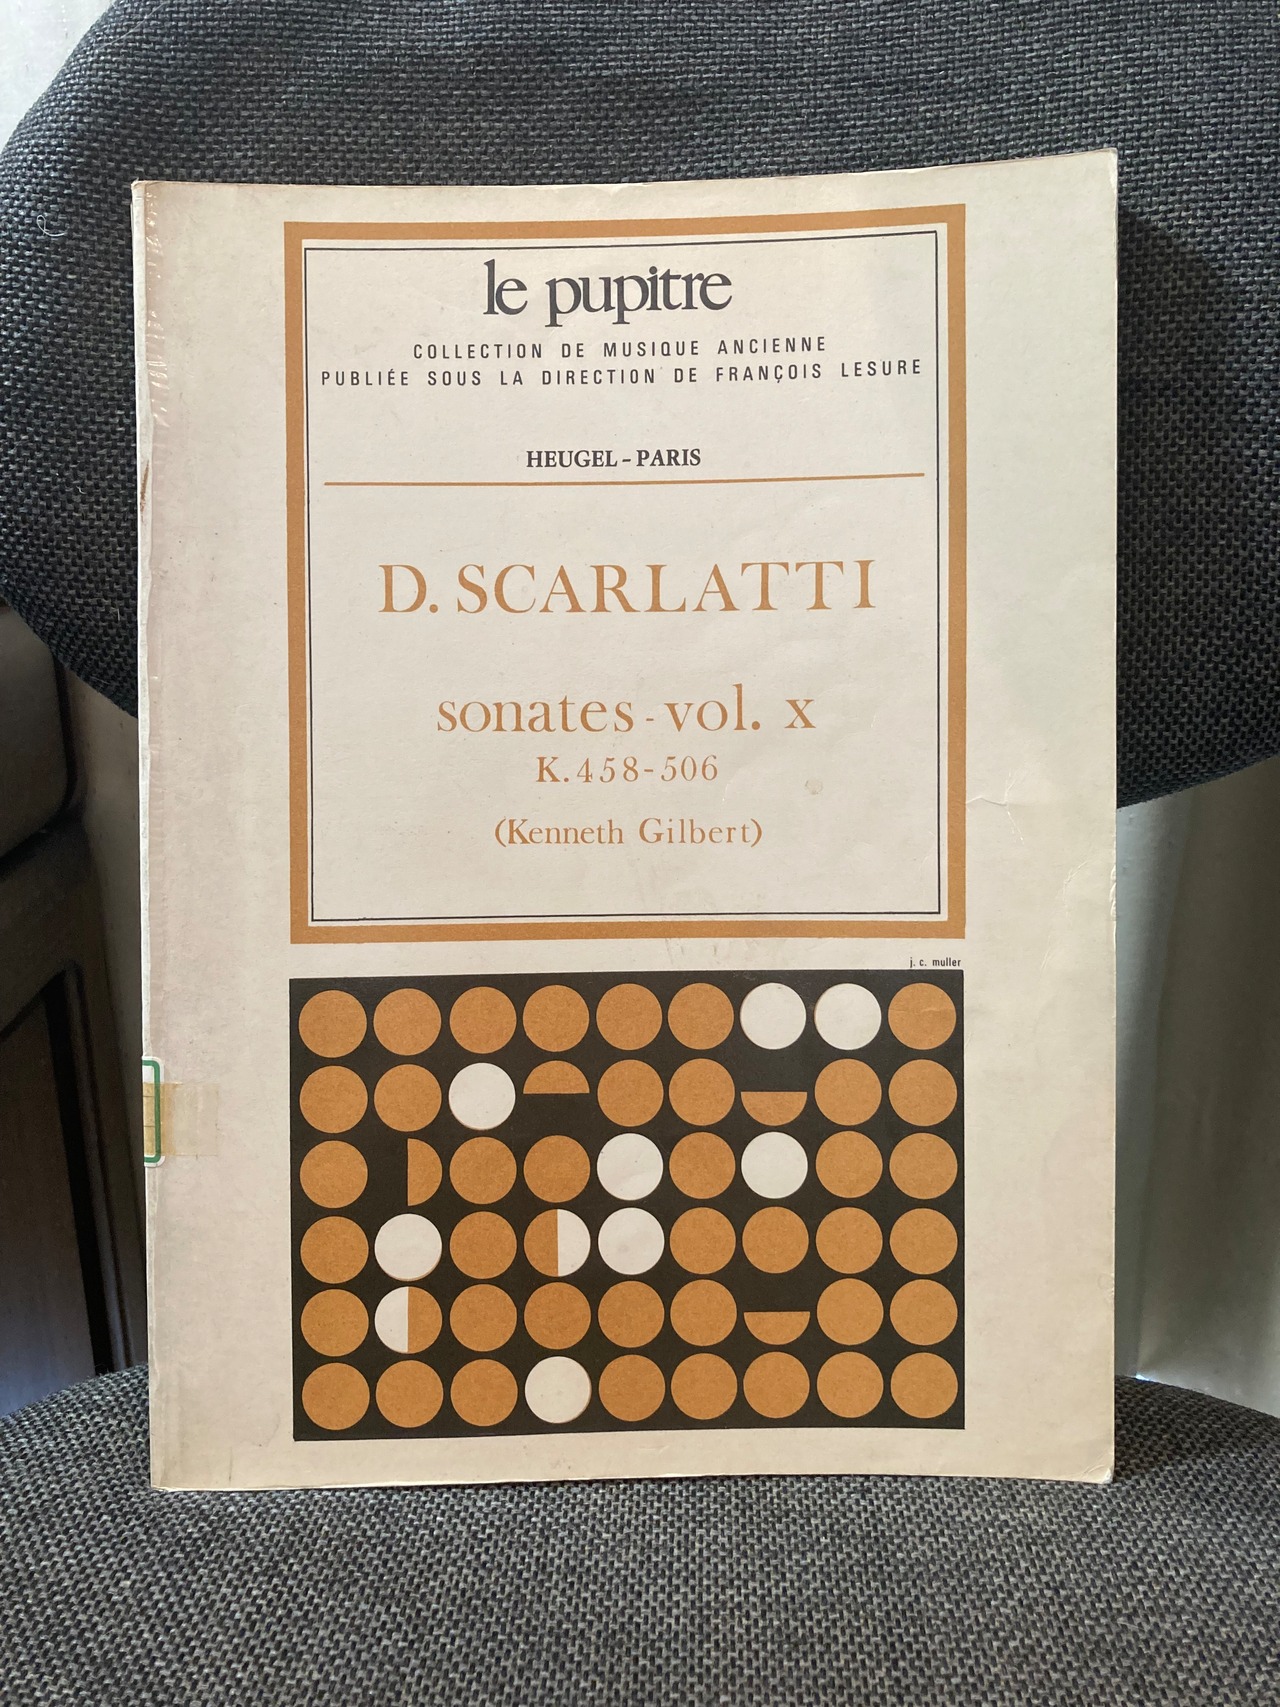 le pupitre
COLLECTION DE MUSIQUE ANCIENNE
PUBLIÉE SOUS LA DIRECTION DE FRANÇOIS LESURE
HEUGEL - PARIS
D. SCARLATTI
sonates - vol. x
K. 458-506
(Kenneth Gilbert)
j. c. muller